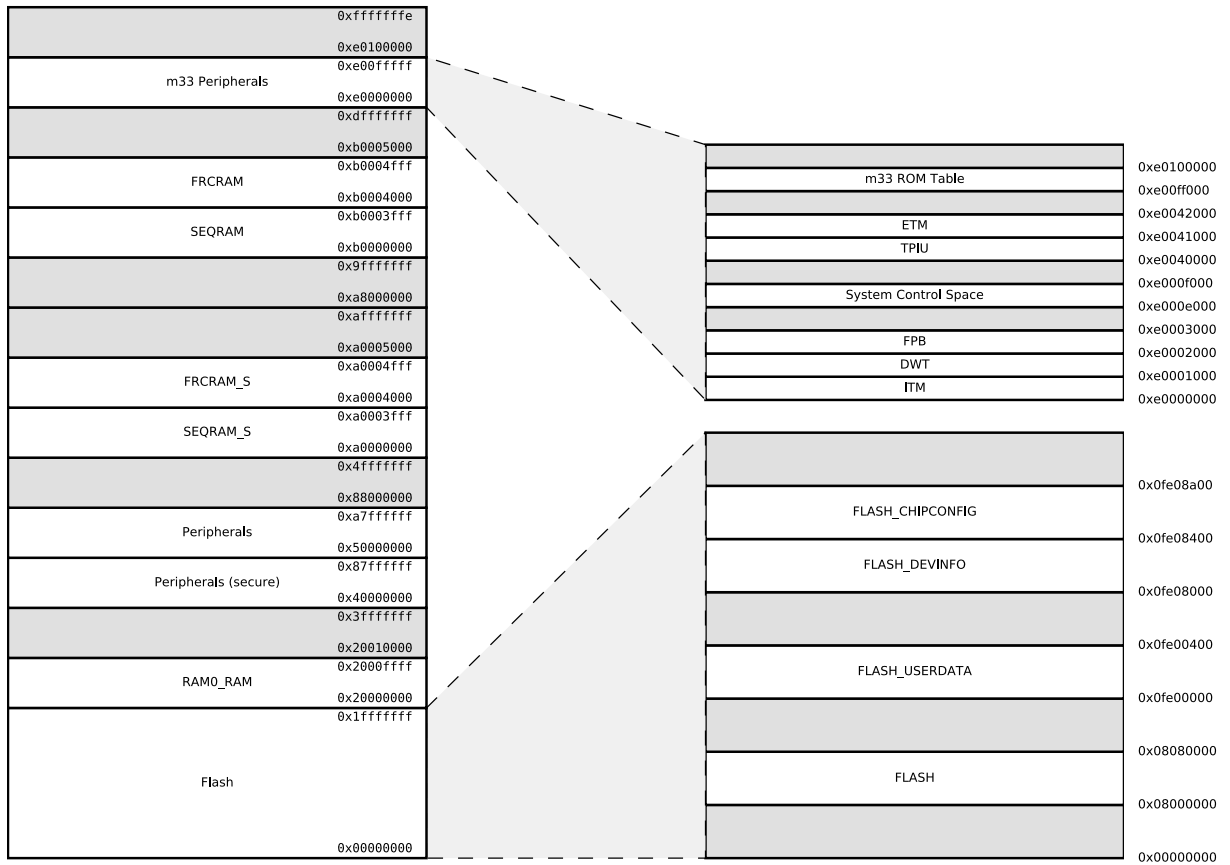 0xfffffffe
0xe0100000
0xe00fffff
m33 Peripherals
0xe0000000
0xdfffffff
0xb0005000
0xb0004fff
FRCRAM
0xb0004000
0xb0003fff
SEQRAM
0xb0000000
0x9fffffff
0xa8000000
0xafffffff
0xa0005000
0xa0004fff
FRCRAM_S
0xa0004000
0xa0003fff
SEQRAM_S
0xa0000000
0x4fffffff
0x88000000
0xa7ffffff
Peripherals
0x50000000
0x87ffffff
Peripherals (secure)
0x40000000
0x3fffffff
0x20010000
0x2000ffff
RAM0_RAM
0x20000000
0x1fffffff
Flash
0x00000000
0xe0100000
m33 ROM Table
0xe00ff000
0xe0042000
ETM
0xe0041000
TPIU
0xe0040000
0xe000f000
System Control Space
0xe000e000
0xe0003000
FPB
0xe0002000
DWT
0xe0001000
ITM
0xe0000000
0x0fe08a00
FLASH_CHIPCONFIG
0x0fe08400
FLASH_DEVINFO
0x0fe08000
0x0fe00400
FLASH_USERDATA
0x0fe00000
0x08080000
FLASH
0x08000000
0x00000000